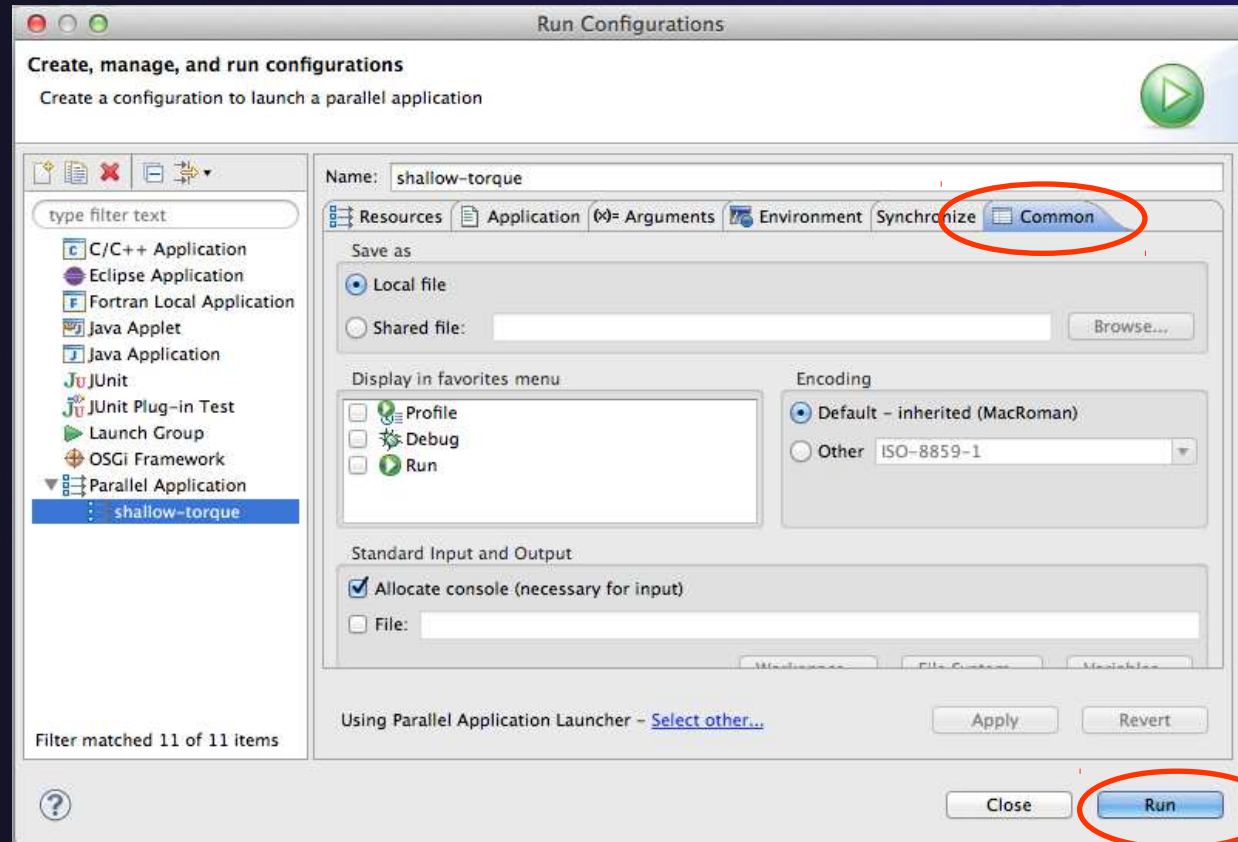 Run Configurations
Create, manage, and run configurations
Create a configuration to launch a parallel application
type filter text
C/C++ Application
Eclipse Application
Fortran Local Application
Java Applet
Java Application
JUnit
JUnit Plug-in Test
Launch Group
OSGi Framework
Parallel Application
shallow-torque
Filter matched 11 of 11 items
Name: shallow-torque
Resources Application (x)= Arguments Environment Synchronize Common
Save as
Local file
Shared file: Browse...
Display in favorites menu
Profile
Debug
Run
Encoding
Default - inherited (MacRoman)
Other ISO-8859-1
Standard Input and Output
Allocate console (necessary for input)
File:
Using Parallel Application Launcher - Select other... Apply Revert
? Close Run